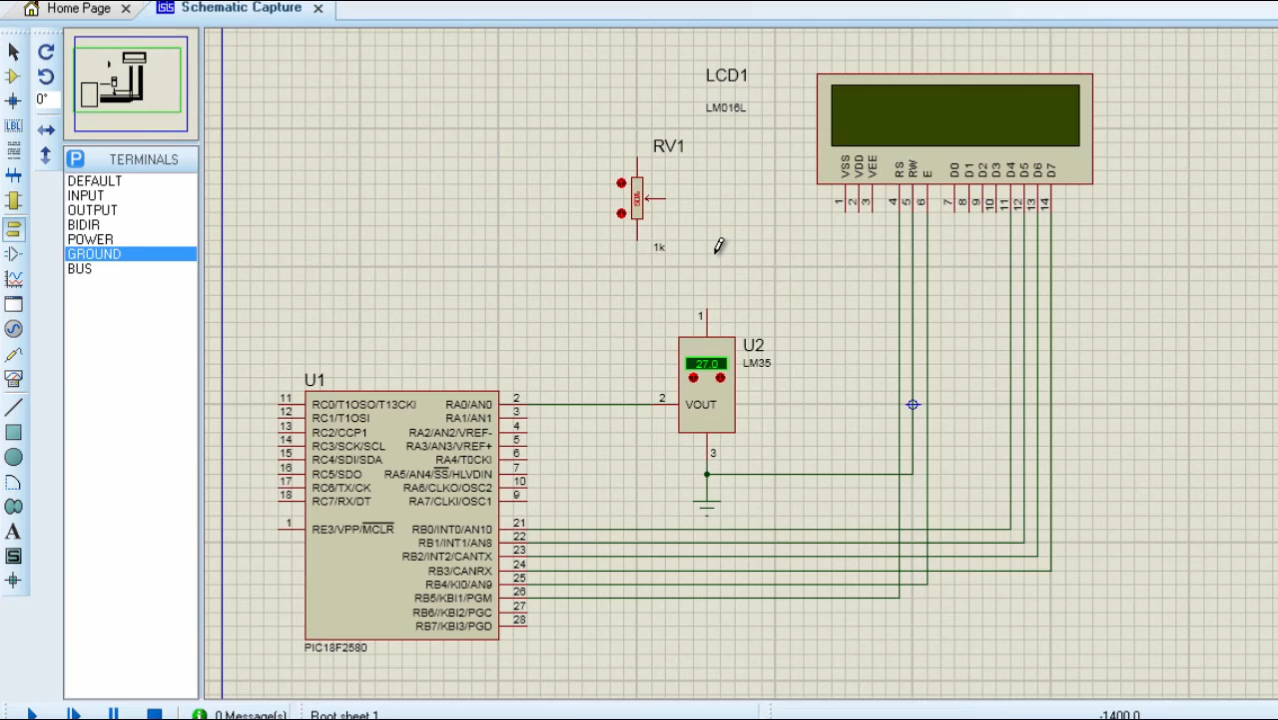 Home Page
Schematic Capture
0°
LBL
P TERMINALS
DEFAULT
INPUT
OUTPUT
BIDIR
POWER
GROUND
BUS
A
S
LCD1
LM016L
VSS VDD VEE RS RW E D0 D1 D2 D3 D4 D5 D6 D7
1 2 3 4 5 6 7 8 9 10 11 12 13 14
RV1
1k
1
U2
LM35
27.0
2
VOUT
3
U1
11 RC0/T1OSO/T13CKI RA0/AN0 2
12 RC1/T1OSI RA1/AN1 3
13 RC2/CCP1 RA2/AN2/VREF- 4
14 RC3/SCK/SCL RA3/AN3/VREF+ 5
15 RC4/SDI/SDA RA4/T0CKI 6
16 RC5/SDO RA5/AN4/SS/HLVDIN 7
17 RC6/TX/CK RA6/CLKO/OSC2 10
18 RC7/RX/DT RA7/CLKI/OSC1 9
1 RE3/VPP/MCLR RB0/INT0/AN10 21
RB1/INT1/AN8 22
RB2/INT2/CANTX 23
RB3/CANRX 24
RB4/KI0/AN9 25
RB5/KBI1/PGM 26
RB6//KBI2/PGC 27
RB7/KBI3/PGD 28
PIC18F2580
0 Message(s)
Root sheet 1
-1400.0